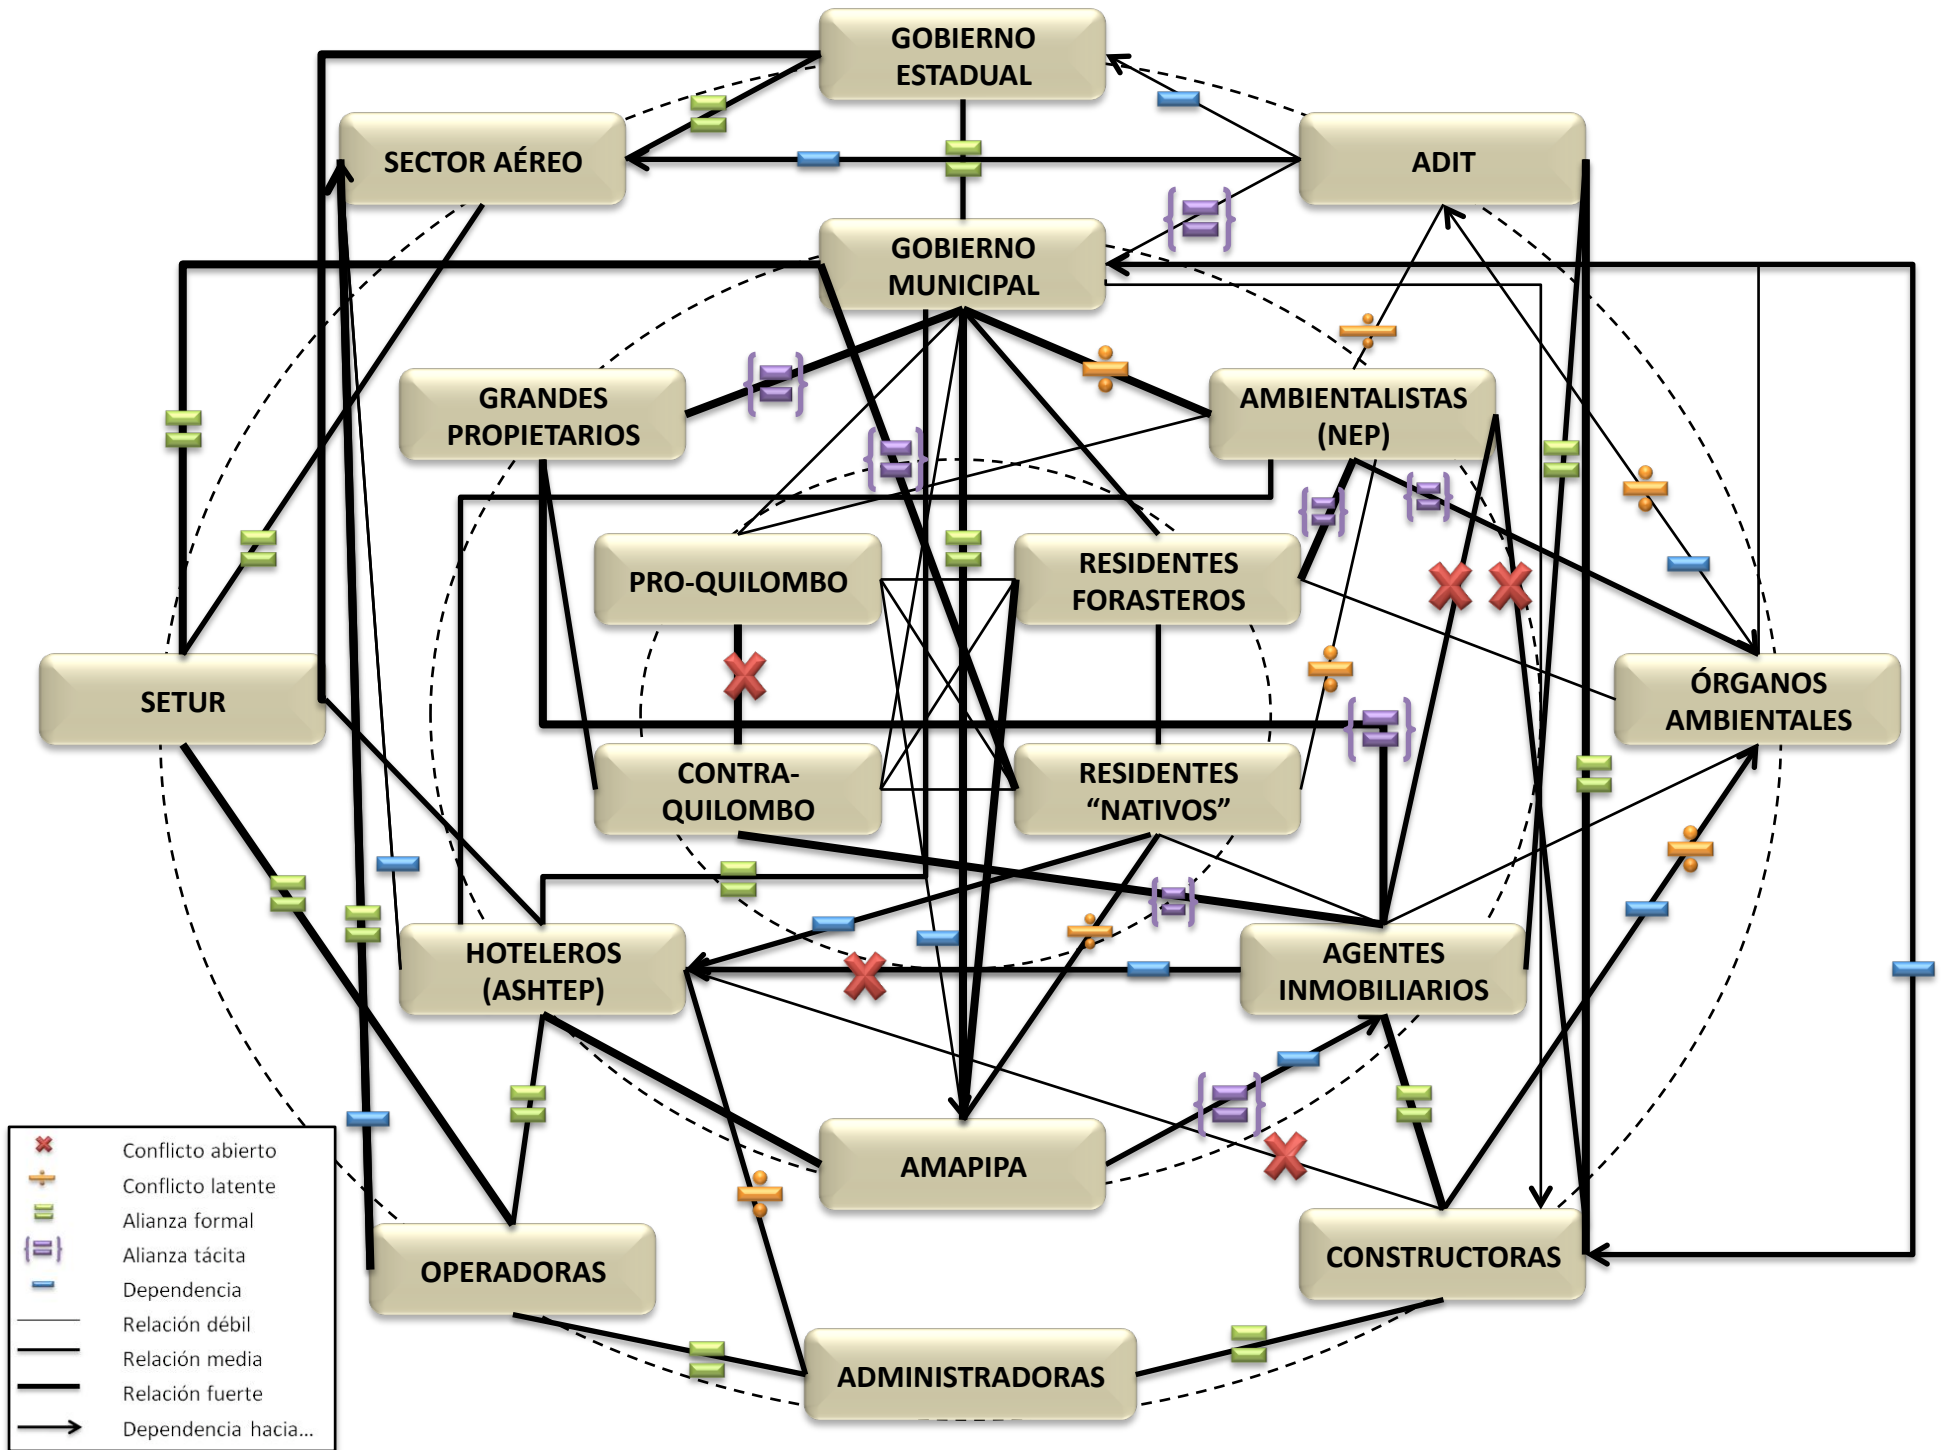 GOBIERNO
ESTADUAL
SECTOR AÉREO
ADIT
GOBIERNO
MUNICIPAL
GRANDES
PROPIETARIOS
AMBIENTALISTAS
(NEP)
PRO-QUILOMBO
RESIDENTES
FORASTEROS
SETUR
ÓRGANOS
AMBIENTALES
CONTRA-
QUILOMBO
RESIDENTES
“NATIVOS”
HOTELEROS
(ASHTEP)
AGENTES
INMOBILIARIOS
AMAPIPA
OPERADORAS
CONSTRUCTORAS
ADMINISTRADORAS
Conflicto abierto
Conflicto latente
Alianza formal
Alianza tácita
Dependencia
Relación débil
Relación media
Relación fuerte
Dependencia hacia...